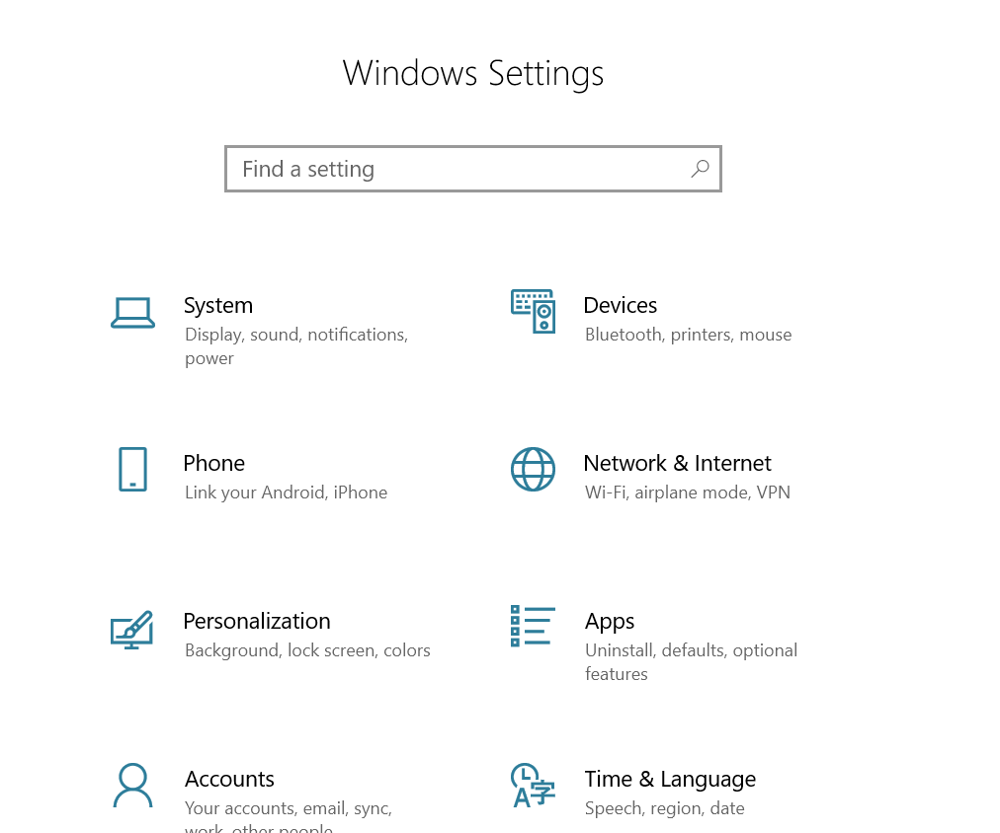 Windows Settings
Find a setting
System
Display, sound, notifications,
power
Devices
Bluetooth, printers, mouse
Phone
Link your Android, iPhone
Network & Internet
Wi-Fi, airplane mode, VPN
Personalization
Background, lock screen, colors
Apps
Uninstall, defaults, optional
features
Accounts
Your accounts, email, sync,
work, other people
Time & Language
Speech, region, date